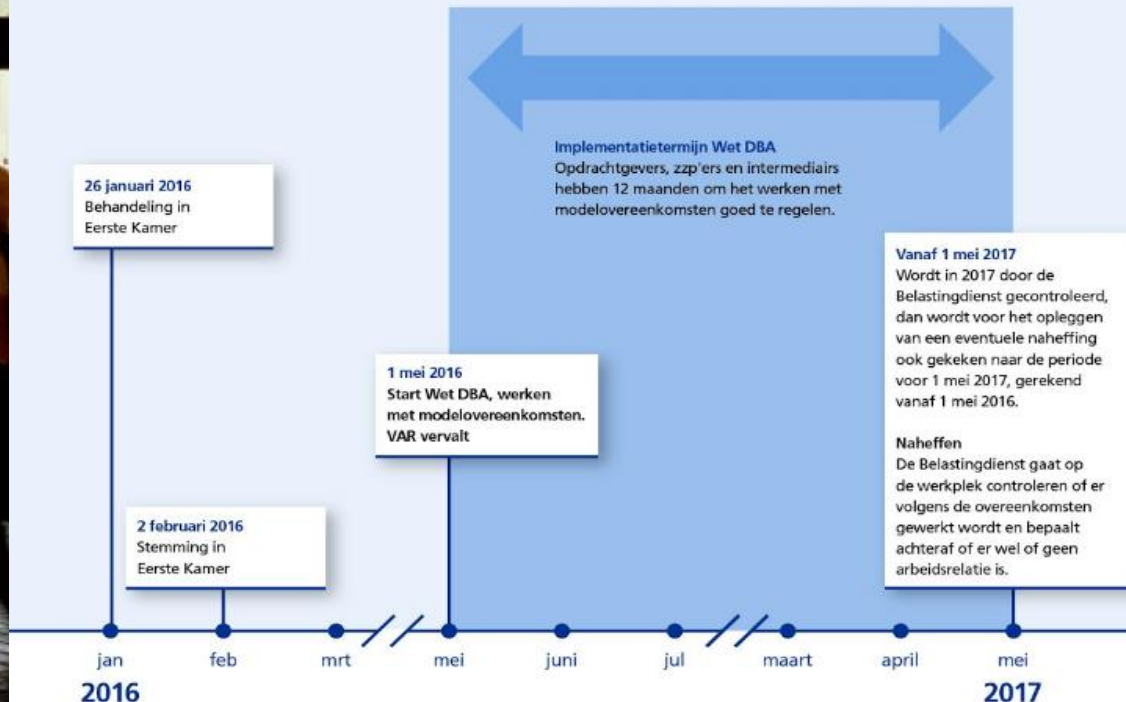 Implementatietermijn Wet DBA
Opdrachtgevers, zzp'ers en intermediairs
hebben 12 maanden om het werken met
modelovereenkomsten goed te regelen.
26 januari 2016
Behandeling in
Eerste Kamer
Vanaf 1 mei 2017
Wordt in 2017 door de
Belastingdienst gecontroleerd,
dan wordt voor het opleggen
van een eventuele naheffing
ook gekeken naar de periode
voor 1 mei 2017, gerekend
vanaf 1 mei 2016.
Naheffen
De Belastingdienst gaat op
de werkplek controleren of er
volgens de overeenkomsten
gewerkt wordt en bepaalt
achteraf of er wel of geen
arbeidsrelatie is.
1 mei 2016
Start Wet DBA, werken
met modelovereenkomsten.
VAR vervalt
2 februari 2016
Stemming in
Eerste Kamer
jan feb mrt mei juni jul maart april mei
2016 2017